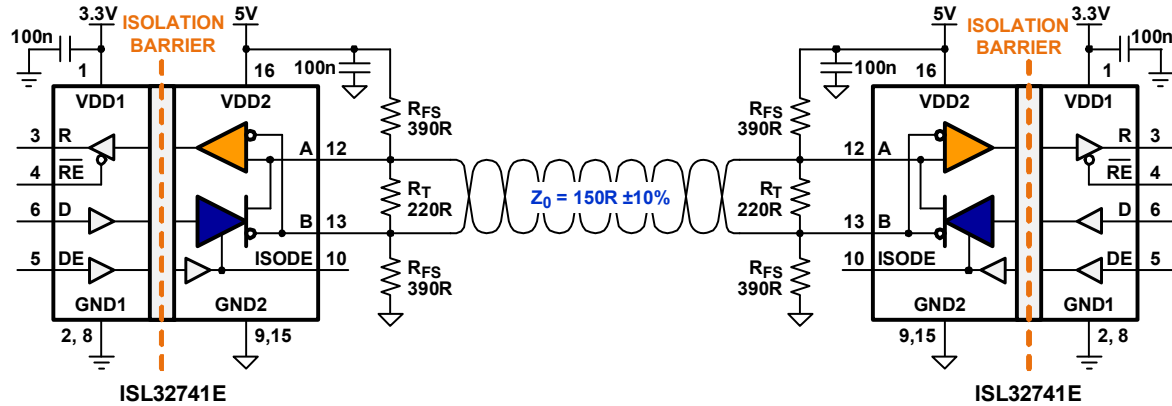 3.3V
ISOLATION
BARRIER
5V
100n
1
16
100n
VDD1
VDD2
3
R
4
RE
6
D
5
DE
A
12
B
13
ISODE
10
GND1
GND2
2, 8
9,15
ISL32741E
RFS
390R
RT
220R
RFS
390R
Z0 = 150R ±10%
RFS
390R
RT
220R
RFS
390R
5V
ISOLATION
BARRIER
3.3V
100n
100n
16
1
VDD2
VDD1
12
A
13
B
10
ISODE
R
3
RE
4
D
6
DE
5
GND2
GND1
9,15
2, 8
ISL32741E